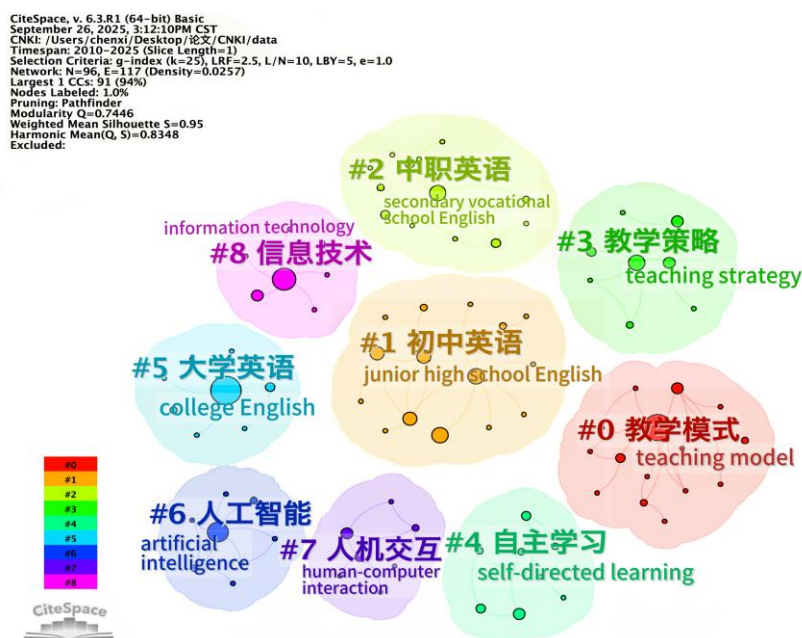 CiteSpace, v. 6.3.R1 (64-bit) Basic
September 26, 2025, 3:12:10PM CST
CNKI: /Users/chenxi/Desktop/论文/CNKI/data
Timespan: 2010-2025 (Slice Length=1)
Selection Criteria: g-index (k=25), LRF=2.5, L/N=10, LBY=5, e=1.0
Network: N=96, E=117 (Density=0.0257)
Largest 1 CCs: 91 (94%)
Nodes Labeled: 1.0%
Pruning: Pathfinder
Modularity Q=0.7446
Weighted Mean Silhouette S=0.95
Harmonic Mean(Q, S)=0.8348
Excluded:
#2 中职英语
secondary vocational
school English
information technology
#8 信息技术
#3 教学策略
teaching strategy
#1 初中英语
junior high school English
#5 大学英语
college English
#0 教学模式
teaching model
#6 人工智能
artificial
intelligence
#7 人机交互
human-computer
interaction
#4 自主学习
self-directed learning
#0
#1
#2
#3
#4
#5
#6
#7
#8
CiteSpace